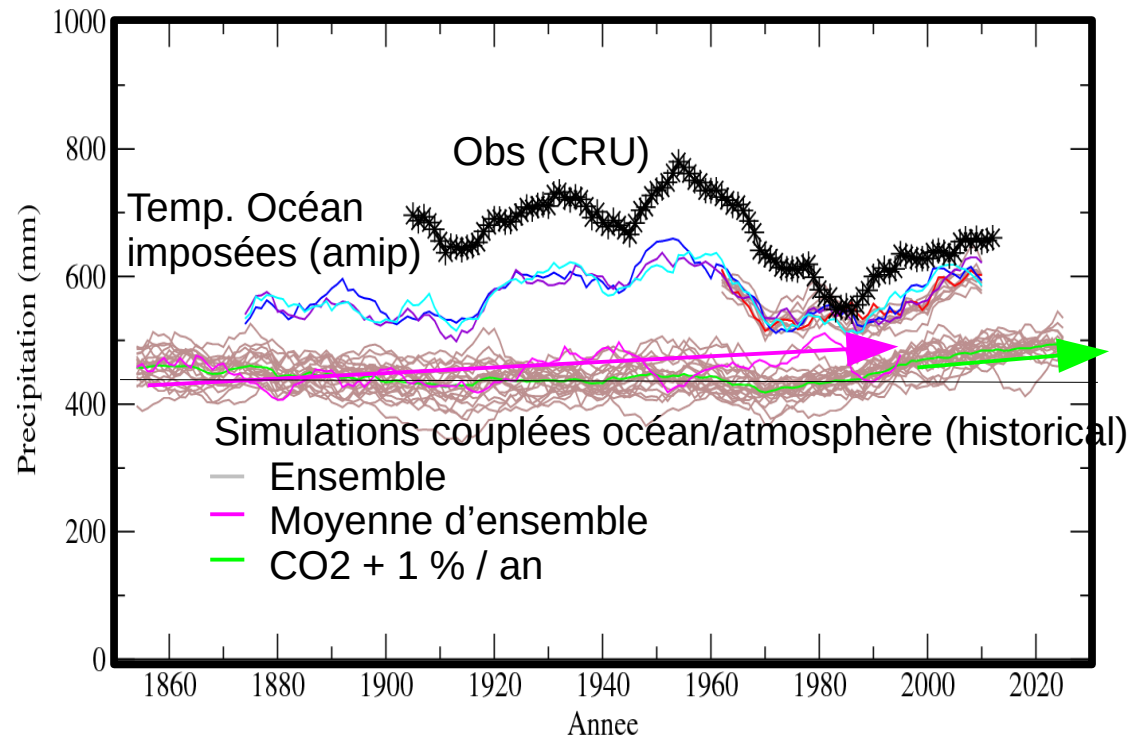 1000
800
600
400
200
0
Precipitation (mm)
Obs (CRU)
Temp. Océan
imposées (amip)
Simulations couplées océan/atmosphère (historical)
Ensemble
Moyenne d'ensemble
CO2 + 1 % / an
1860 1880 1900 1920 1940 1960 1980 2000 2020
Annee